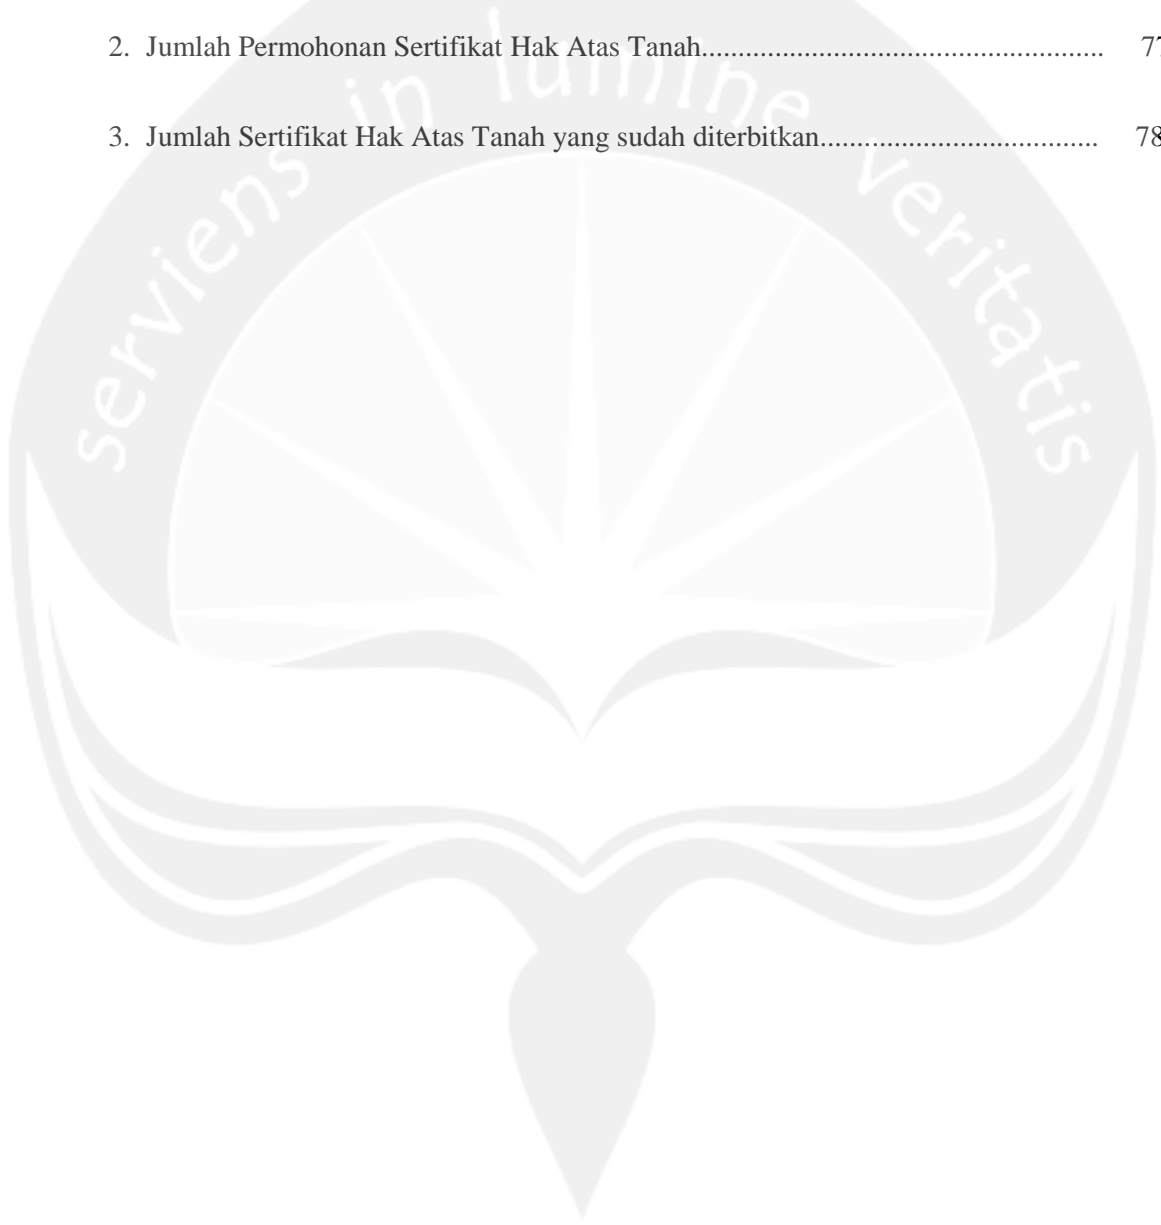 2. Jumlah Permohonan Sertifikat Hak Atas Tanah....................................................... 77
3. Jumlah Sertifikat Hak Atas Tanah yang sudah diterbitkan...................................... 78
serviens in lumine veritatis